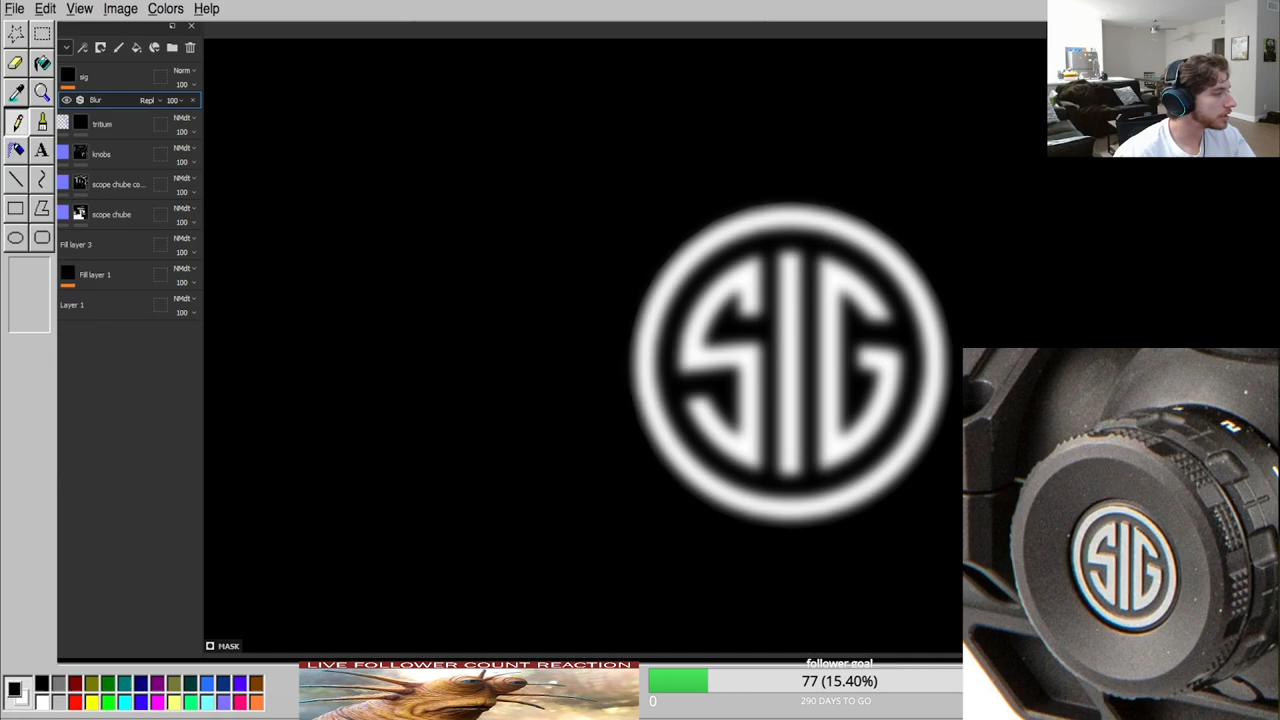 File Edit View Image Colors Help
sig
Norm
100
Blur Repl 100
tritium
NMdt
100
knobs
NMdt
100
scope chube co...
NMdt
100
scope chube
NMdt
100
Fill layer 3
NMdt
100
Fill layer 1
NMdt
100
Layer 1
NMdt
100
SIG
2
SIG
MASK
LIVE FOLLOWER COUNT REACTION
follower goal
77 (15.40%)
0
290 DAYS TO GO